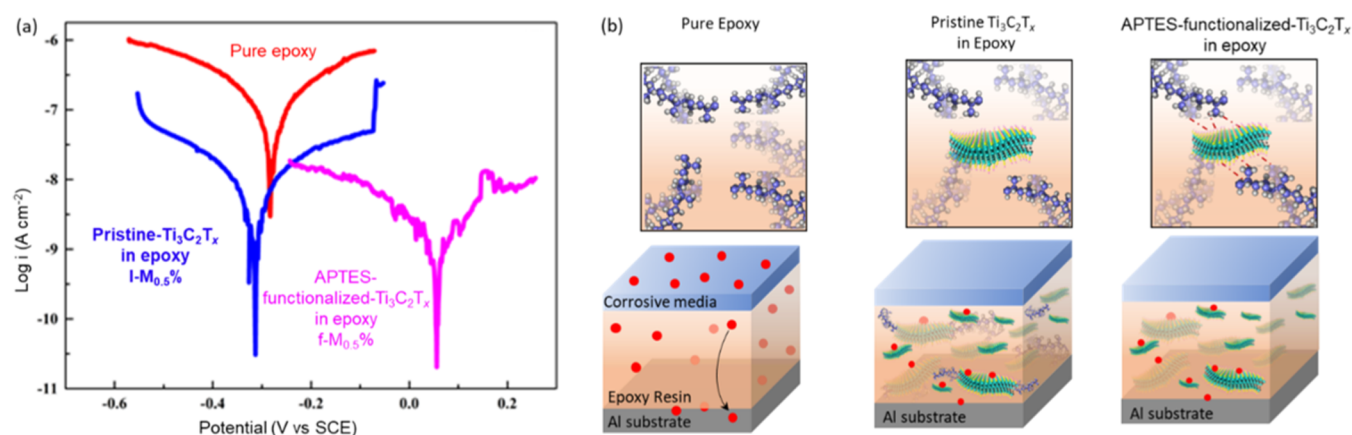 (a)
-6
-7
-8
-9
-10
-11
Log i (A cm⁻²)
Pure epoxy
Pristine-Ti₃C₂Tₓ
in epoxy
I-M₀.₅%
APTES-
functionalized-Ti₃C₂Tₓ
in epoxy
f-M₀.₅%
-0.6
-0.4
-0.2
0.0
0.2
Potential (V vs SCE)
(b)
Pure Epoxy
Pristine Ti₃C₂Tₓ
in Epoxy
APTES-functionalized-Ti₃C₂Tₓ
in epoxy
Corrosive media
Epoxy Resin
Al substrate
Al substrate
Al substrate